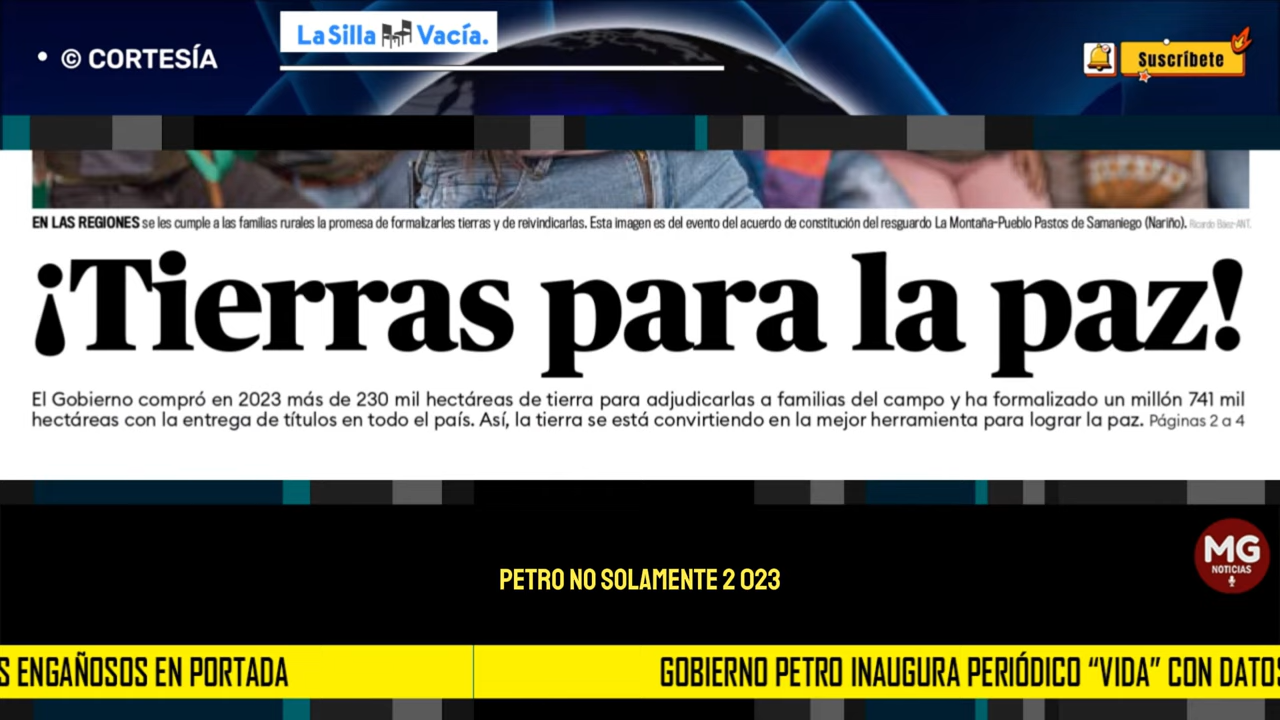 • © CORTESÍA
La Silla Vacía.
Suscríbete
EN LAS REGIONES se les cumple a las familias rurales la promesa de formalizarles tierras y de reivindicarlas. Esta imagen es del evento del acuerdo de constitución del resguardo La Montaña-Pueblo Pastos de Samaniego (Nariño). Ricardo Báez-ANT.
¡Tierras para la paz!
El Gobierno compró en 2023 más de 230 mil hectáreas de tierra para adjudicarlas a familias del campo y ha formalizado un millón 741 mil
hectáreas con la entrega de títulos en todo el país. Así, la tierra se está convirtiendo en la mejor herramienta para lograr la paz. Páginas 2 a 4
MG
NOTICIAS
PETRO NO SOLAMENTE 2 023
S ENGAÑOSOS EN PORTADA
GOBIERNO PETRO INAUGURA PERIÓDICO “VIDA” CON DATOS